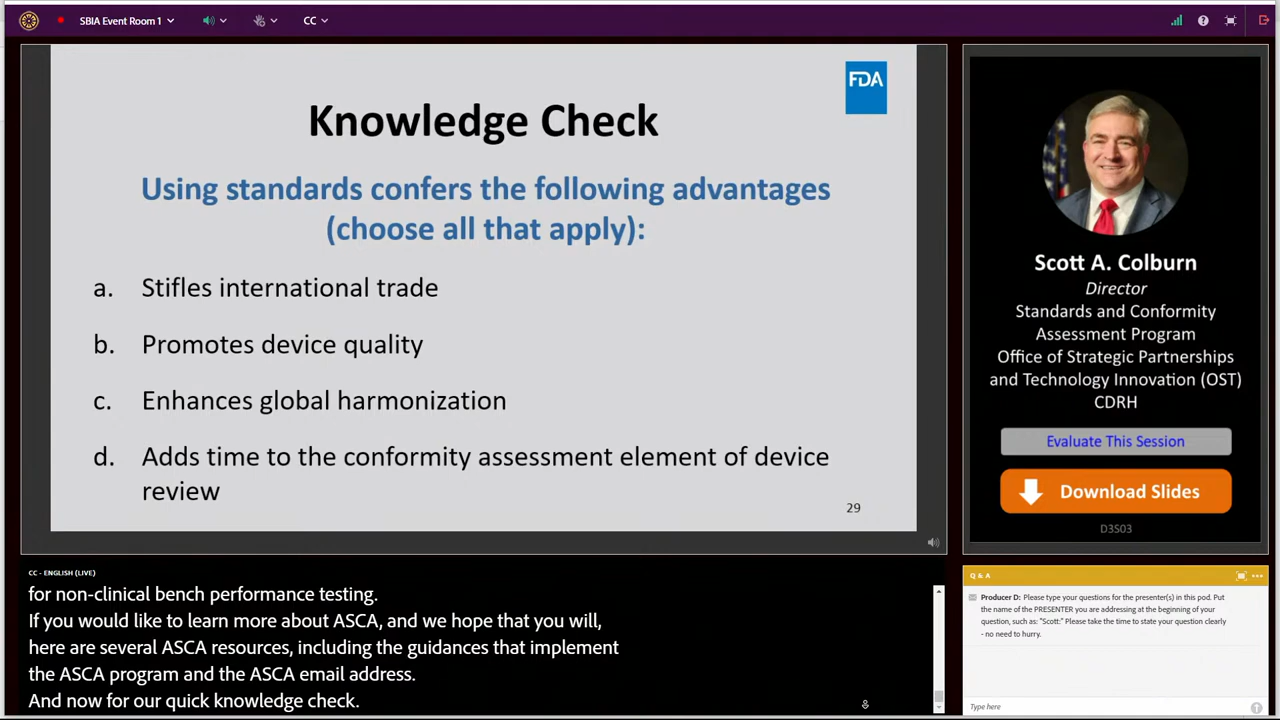 SBIA Event Room 1
CC
FDA
Knowledge Check
Using standards confers the following advantages
(choose all that apply):
a. Stifles international trade
b. Promotes device quality
c. Enhances global harmonization
d. Adds time to the conformity assessment element of device
review
29
Scott A. Colburn
Director
Standards and Conformity
Assessment Program
Office of Strategic Partnerships
and Technology Innovation (OST)
CDRH
Evaluate This Session
Download Slides
D3S03
CC - ENGLISH (LIVE)
for non-clinical bench performance testing.
If you would like to learn more about ASCA, and we hope that you will,
here are several ASCA resources, including the guidances that implement
the ASCA program and the ASCA email address.
And now for our quick knowledge check.
Q & A
Producer D: Please type your questions for the presenter(s) in this pod. Put
the name of the PRESENTER you are addressing at the beginning of your
question, such as: "Scott:" Please take the time to state your question clearly
- no need to hurry.
Type here